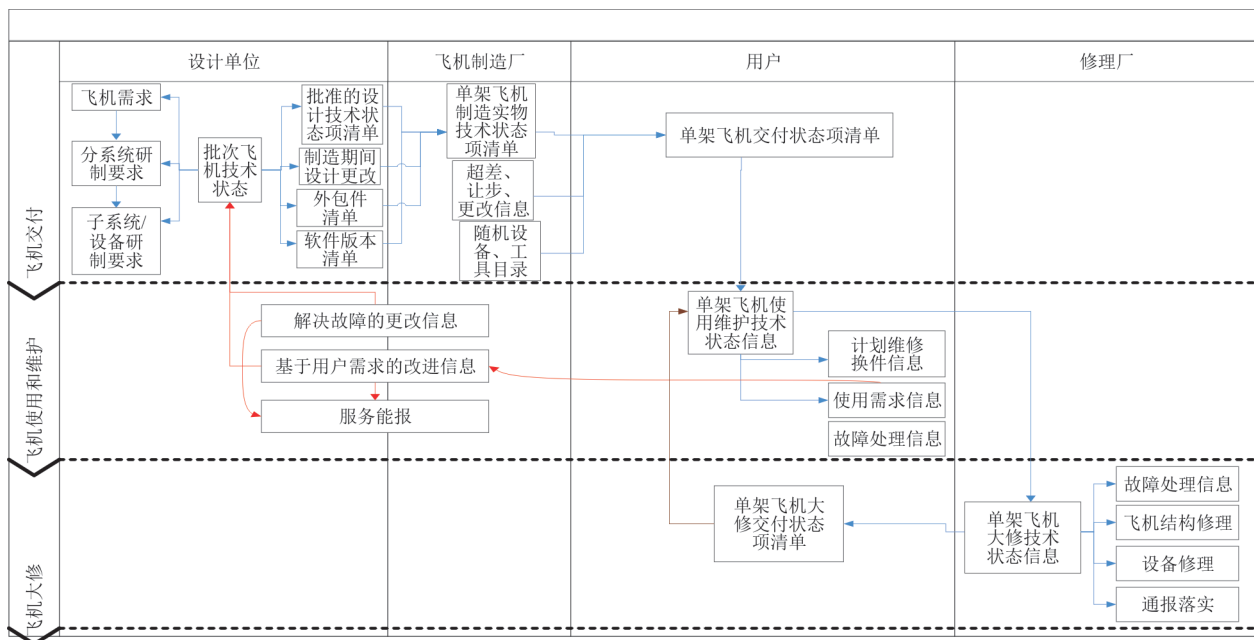 设计单位
飞机制造厂
用户
修理厂
飞机交付
飞机需求
分系统研
制要求
子系统/
设备研
制要求
批次飞
机技术
状态
批准的设
计技术状
态项清单
制造期间
设计更改
外包件
清单
软件版本
清单
单架飞机
制造实物
技术状态
项清单
超差、
让步、
更改信息
随机设
备、工
具目录
单架飞机交付状态项清单
飞机使用和维护
解决故障的更改信息
基于用户需求的改进信息
服务能报
单架飞机使
用维护技术
状态信息
计划维修
换件信息
使用需求信息
故障处理信息
飞机大修
单架飞机大
修交付状态
项清单
单架飞机
大修技术
状态信息
故障处理信息
飞机结构修理
设备修理
通报落实